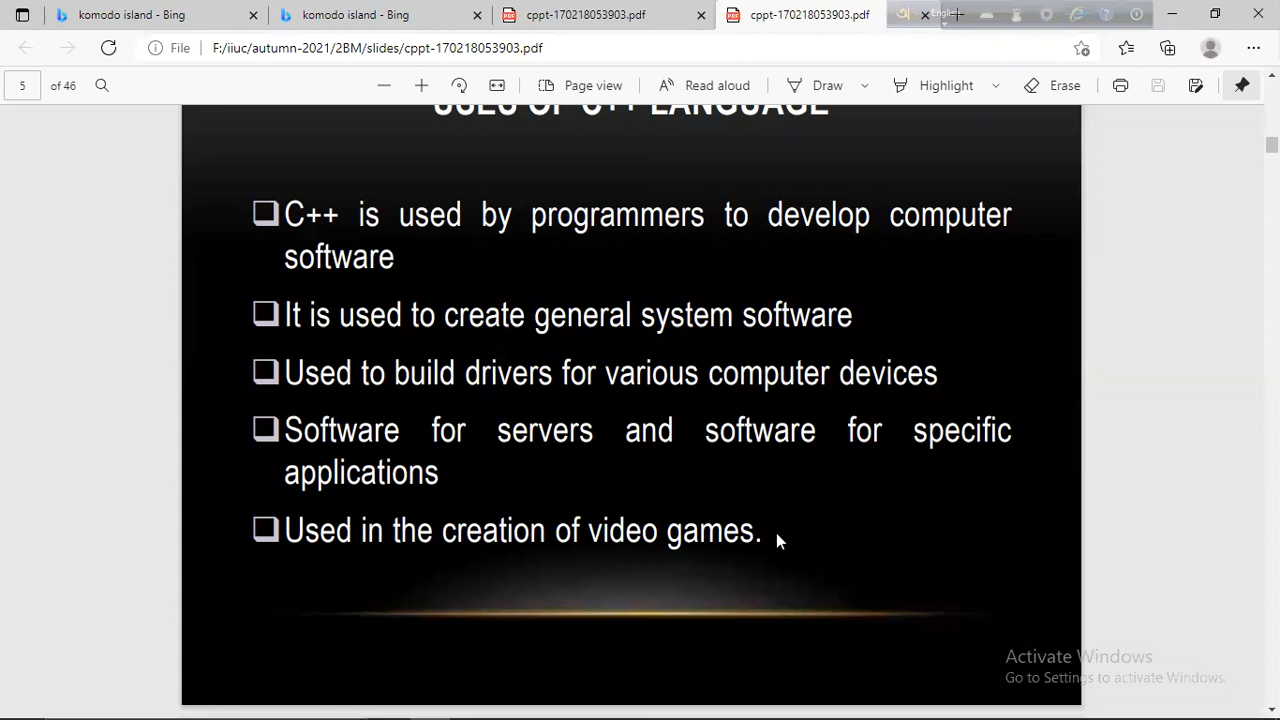 komodo island - Bing
komodo island - Bing
cppt-170218053903.pdf
cppt-170218053903.pdf
English
File
F:/iiuc/autumn-2021/2BM/slides/cppt-170218053903.pdf
5 of 46
Page view
Read aloud
Draw
Highlight
Erase
USES OF C++ LANGUAGE
C++ is used by programmers to develop computer
software
It is used to create general system software
Used to build drivers for various computer devices
Software for servers and software for specific
applications
Used in the creation of video games.
Activate Windows
Go to Settings to activate Windows.